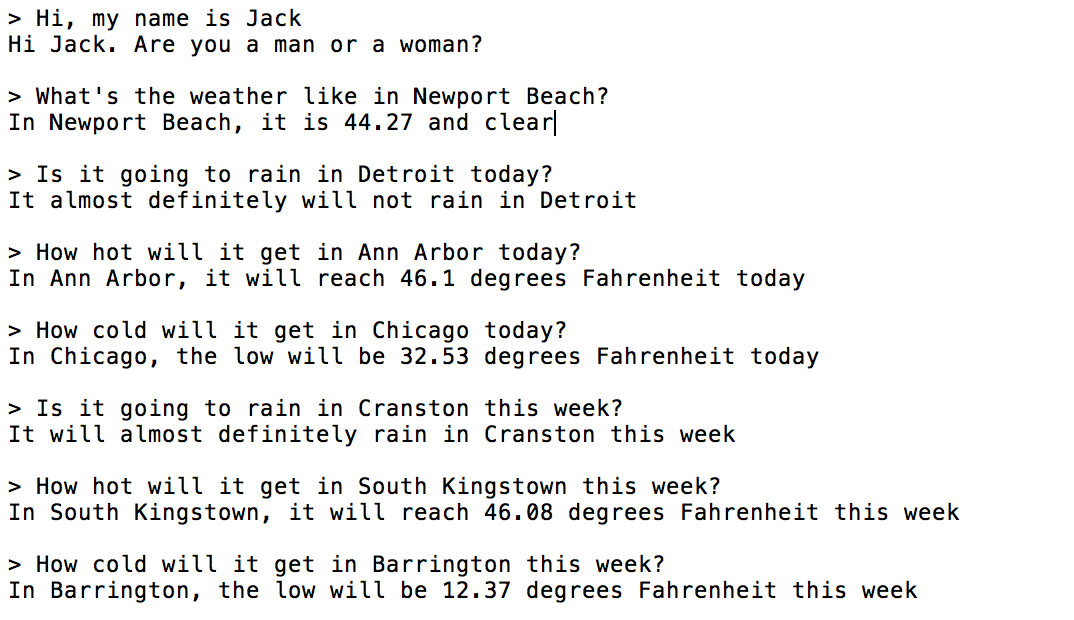 > Hi, my name is Jack
Hi Jack. Are you a man or a woman?
> What's the weather like in Newport Beach?
In Newport Beach, it is 44.27 and clear
> Is it going to rain in Detroit today?
It almost definitely will not rain in Detroit
> How hot will it get in Ann Arbor today?
In Ann Arbor, it will reach 46.1 degrees Fahrenheit today
> How cold will it get in Chicago today?
In Chicago, the low will be 32.53 degrees Fahrenheit today
> Is it going to rain in Cranston this week?
It will almost definitely rain in Cranston this week
> How hot will it get in South Kingstown this week?
In South Kingstown, it will reach 46.08 degrees Fahrenheit this week
> How cold will it get in Barrington this week?
In Barrington, the low will be 12.37 degrees Fahrenheit this week